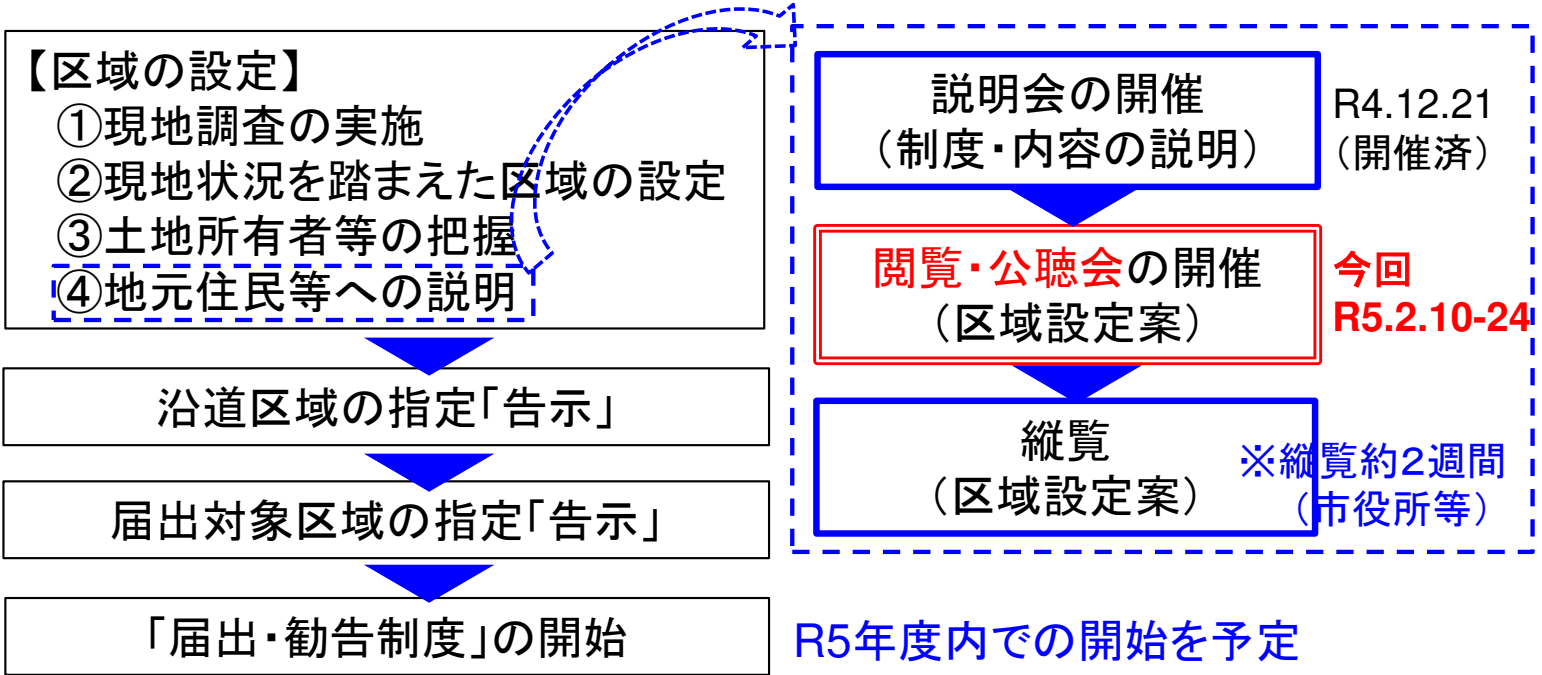 【区域の設定】
①現地調査の実施
②現地状況を踏まえた区域の設定
③土地所有者等の把握
④地元住民等への説明
沿道区域の指定｢告示｣
届出対象区域の指定｢告示｣
｢届出・勧告制度｣の開始
R5年度内での開始を予定
説明会の開催
（制度・内容の説明）
R4.12.21
（開催済）
閲覧・公聴会の開催
（区域設定案）
今回
R5.2.10-24
縦覧
（区域設定案）
※縦覧約２週間
（市役所等）